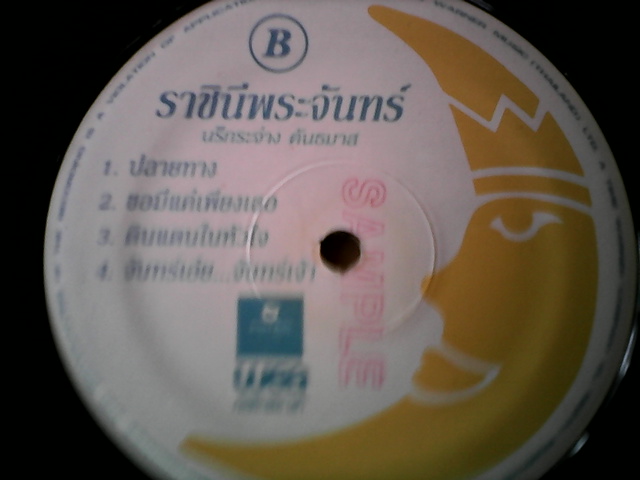 B
ราชินีพระจันทร์
นรีกระจ่าง คันธมาส
1. ปลายทาง
2. ขอมีแค่เพียงเธอ
3. ดินแดนในหัวใจ
4. จันทร์เอ๋ย...จันทร์เจ้า
SAMPLE